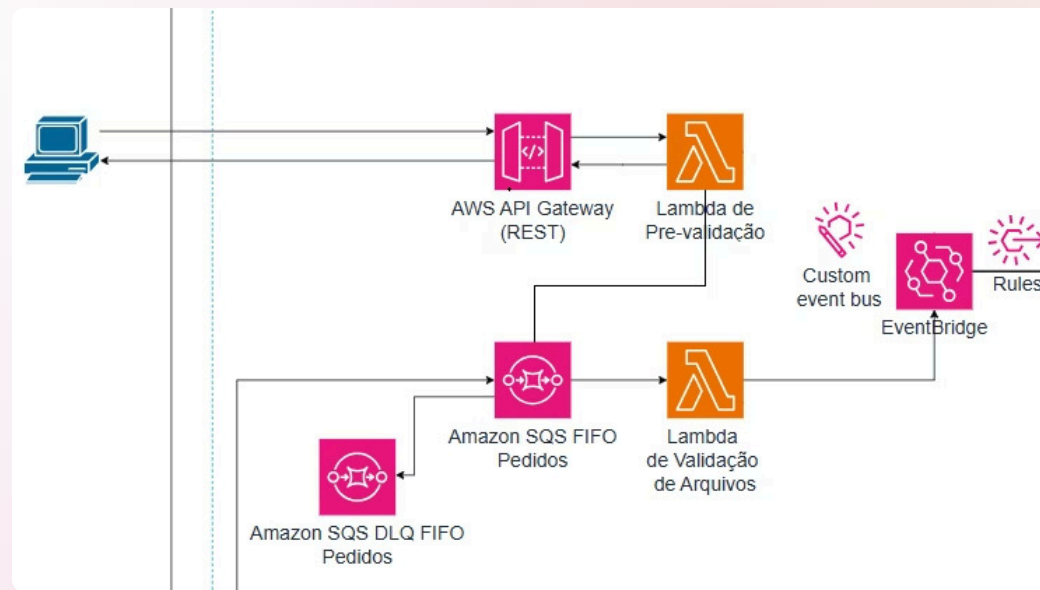 AWS API Gateway
(REST)
Lambda de
Pre-validação
Custom
event bus
EventBridge
Rules
Amazon SQS FIFO
Pedidos
Lambda
de Validação
de Arquivos
Amazon SQS DLQ FIFO
Pedidos